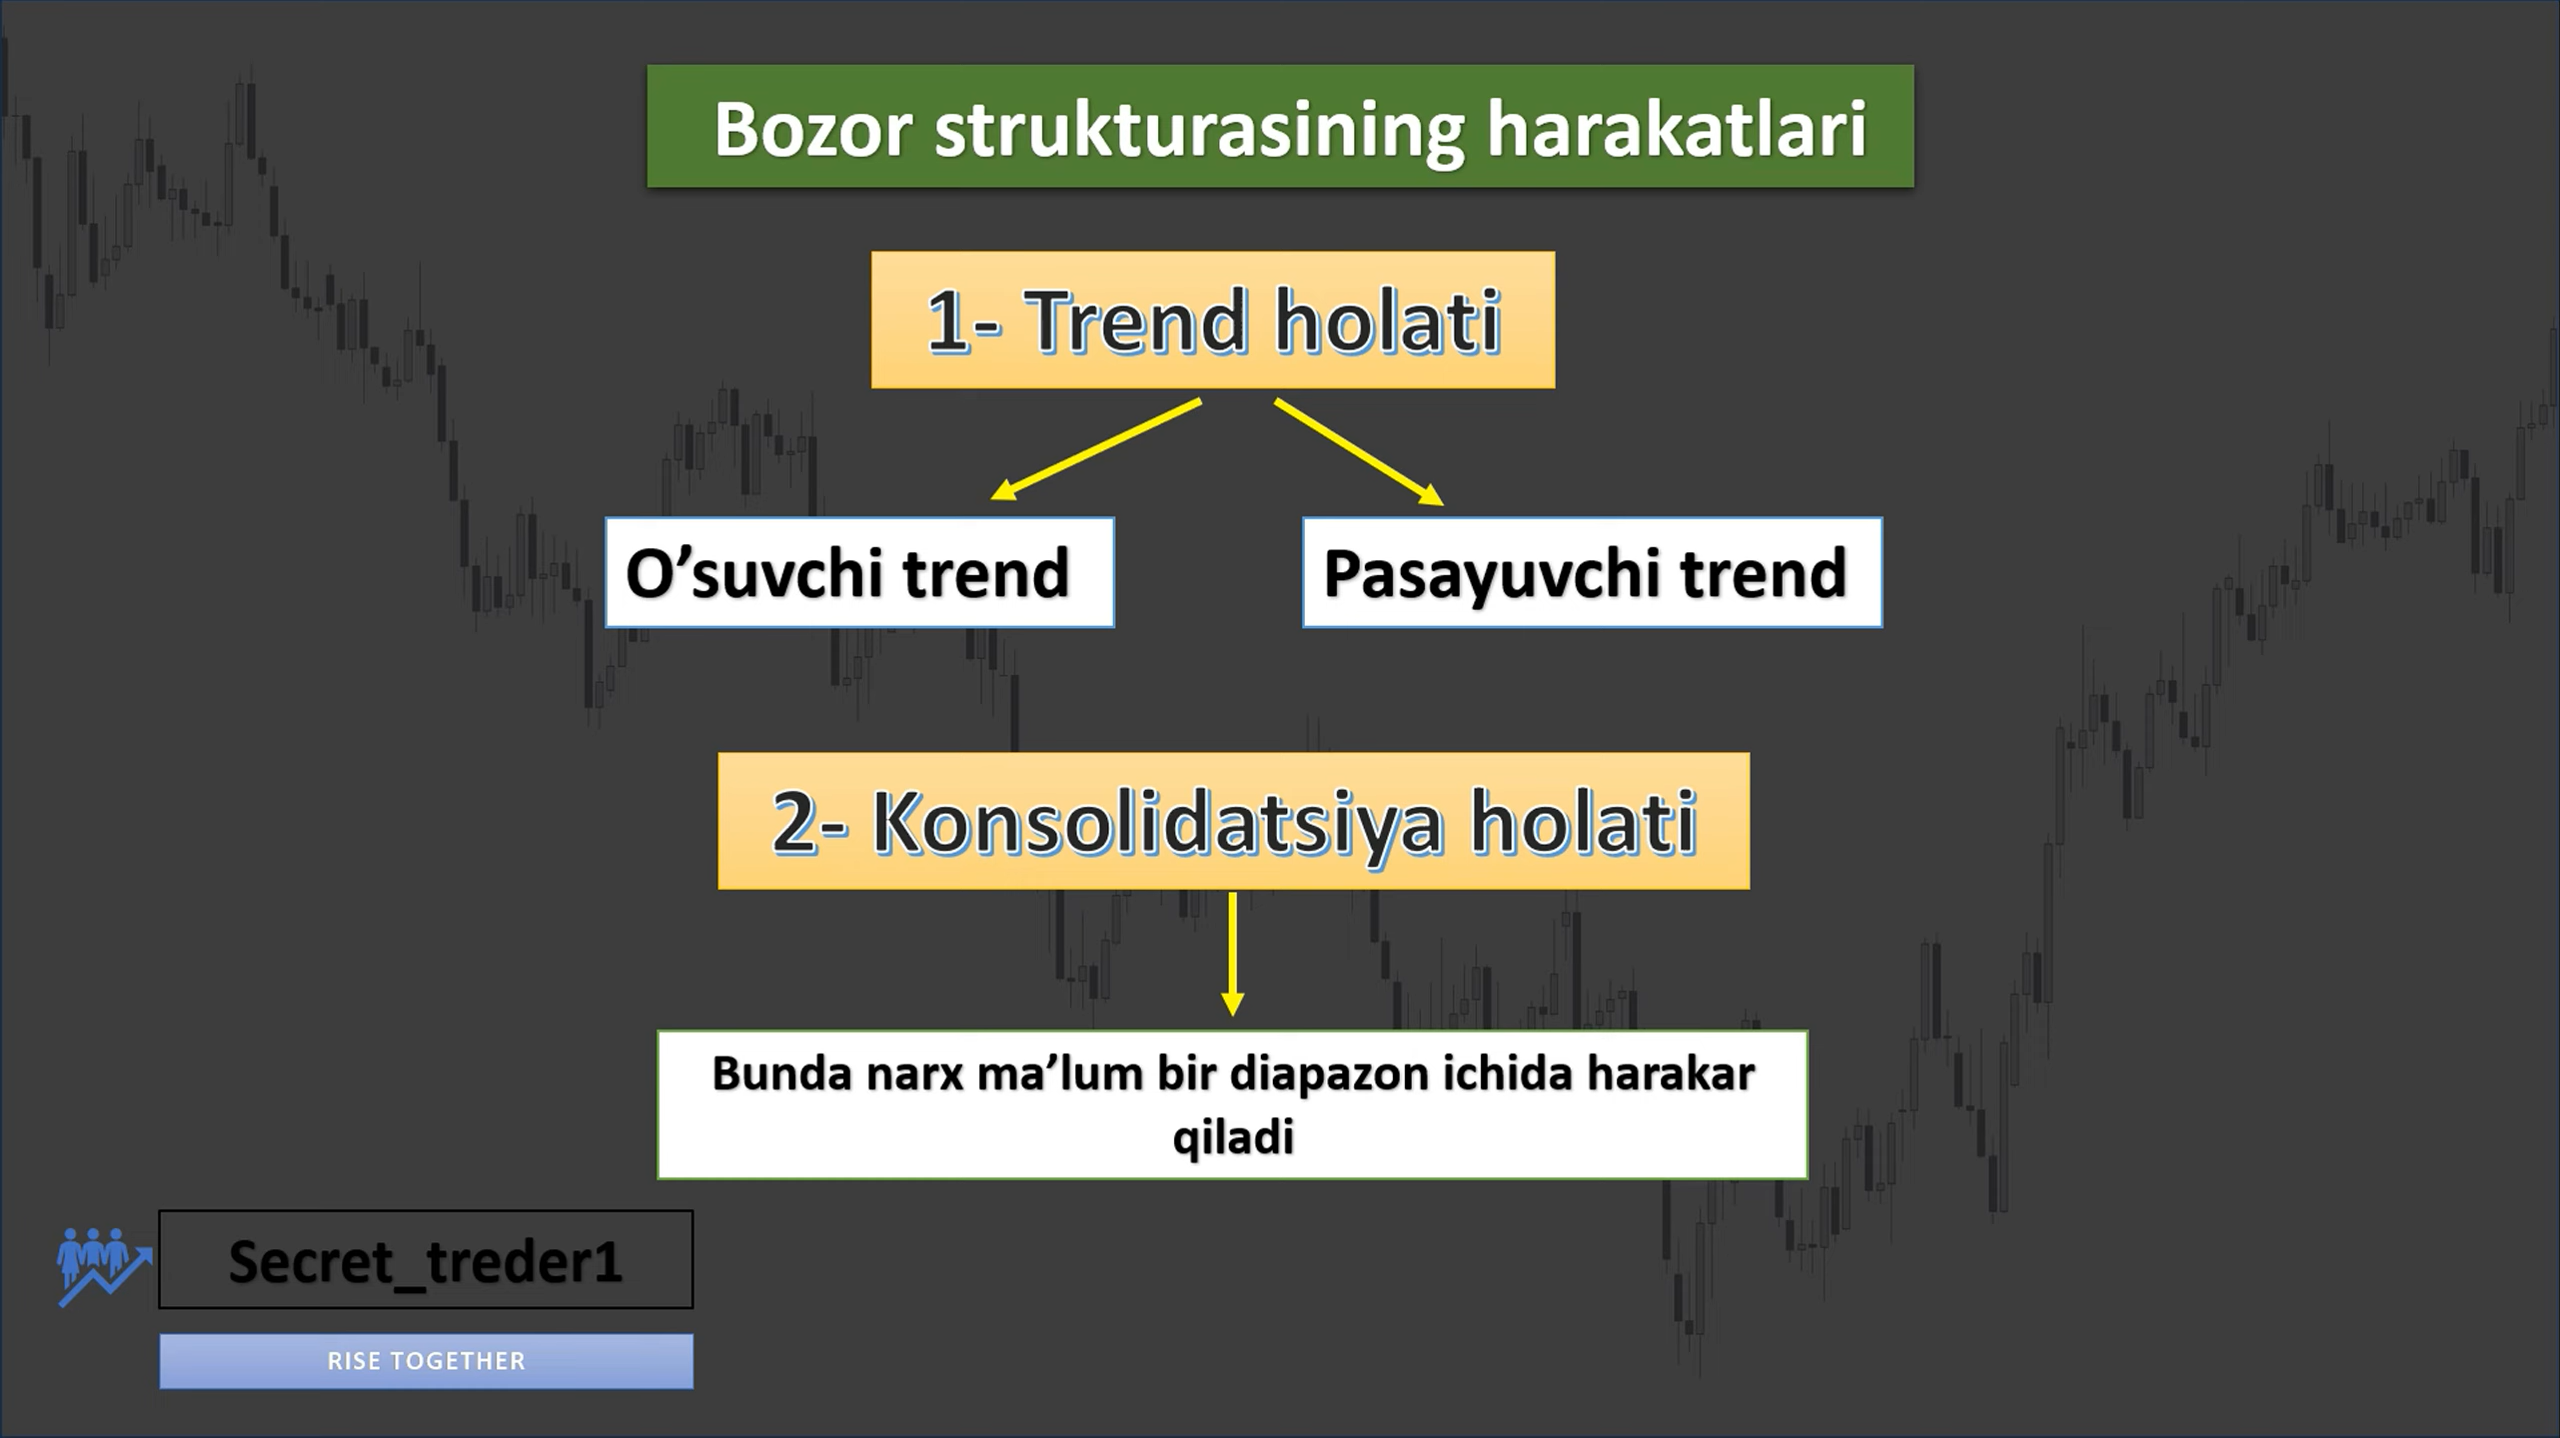 Bozor strukturasining harakatlari
1- Trend holati
O’suvchi trend
Pasayuvchi trend
2- Konsolidatsiya holati
Bunda narx ma’lum bir diapazon ichida harakar
qiladi
Secret_treder1
RISE TOGETHER